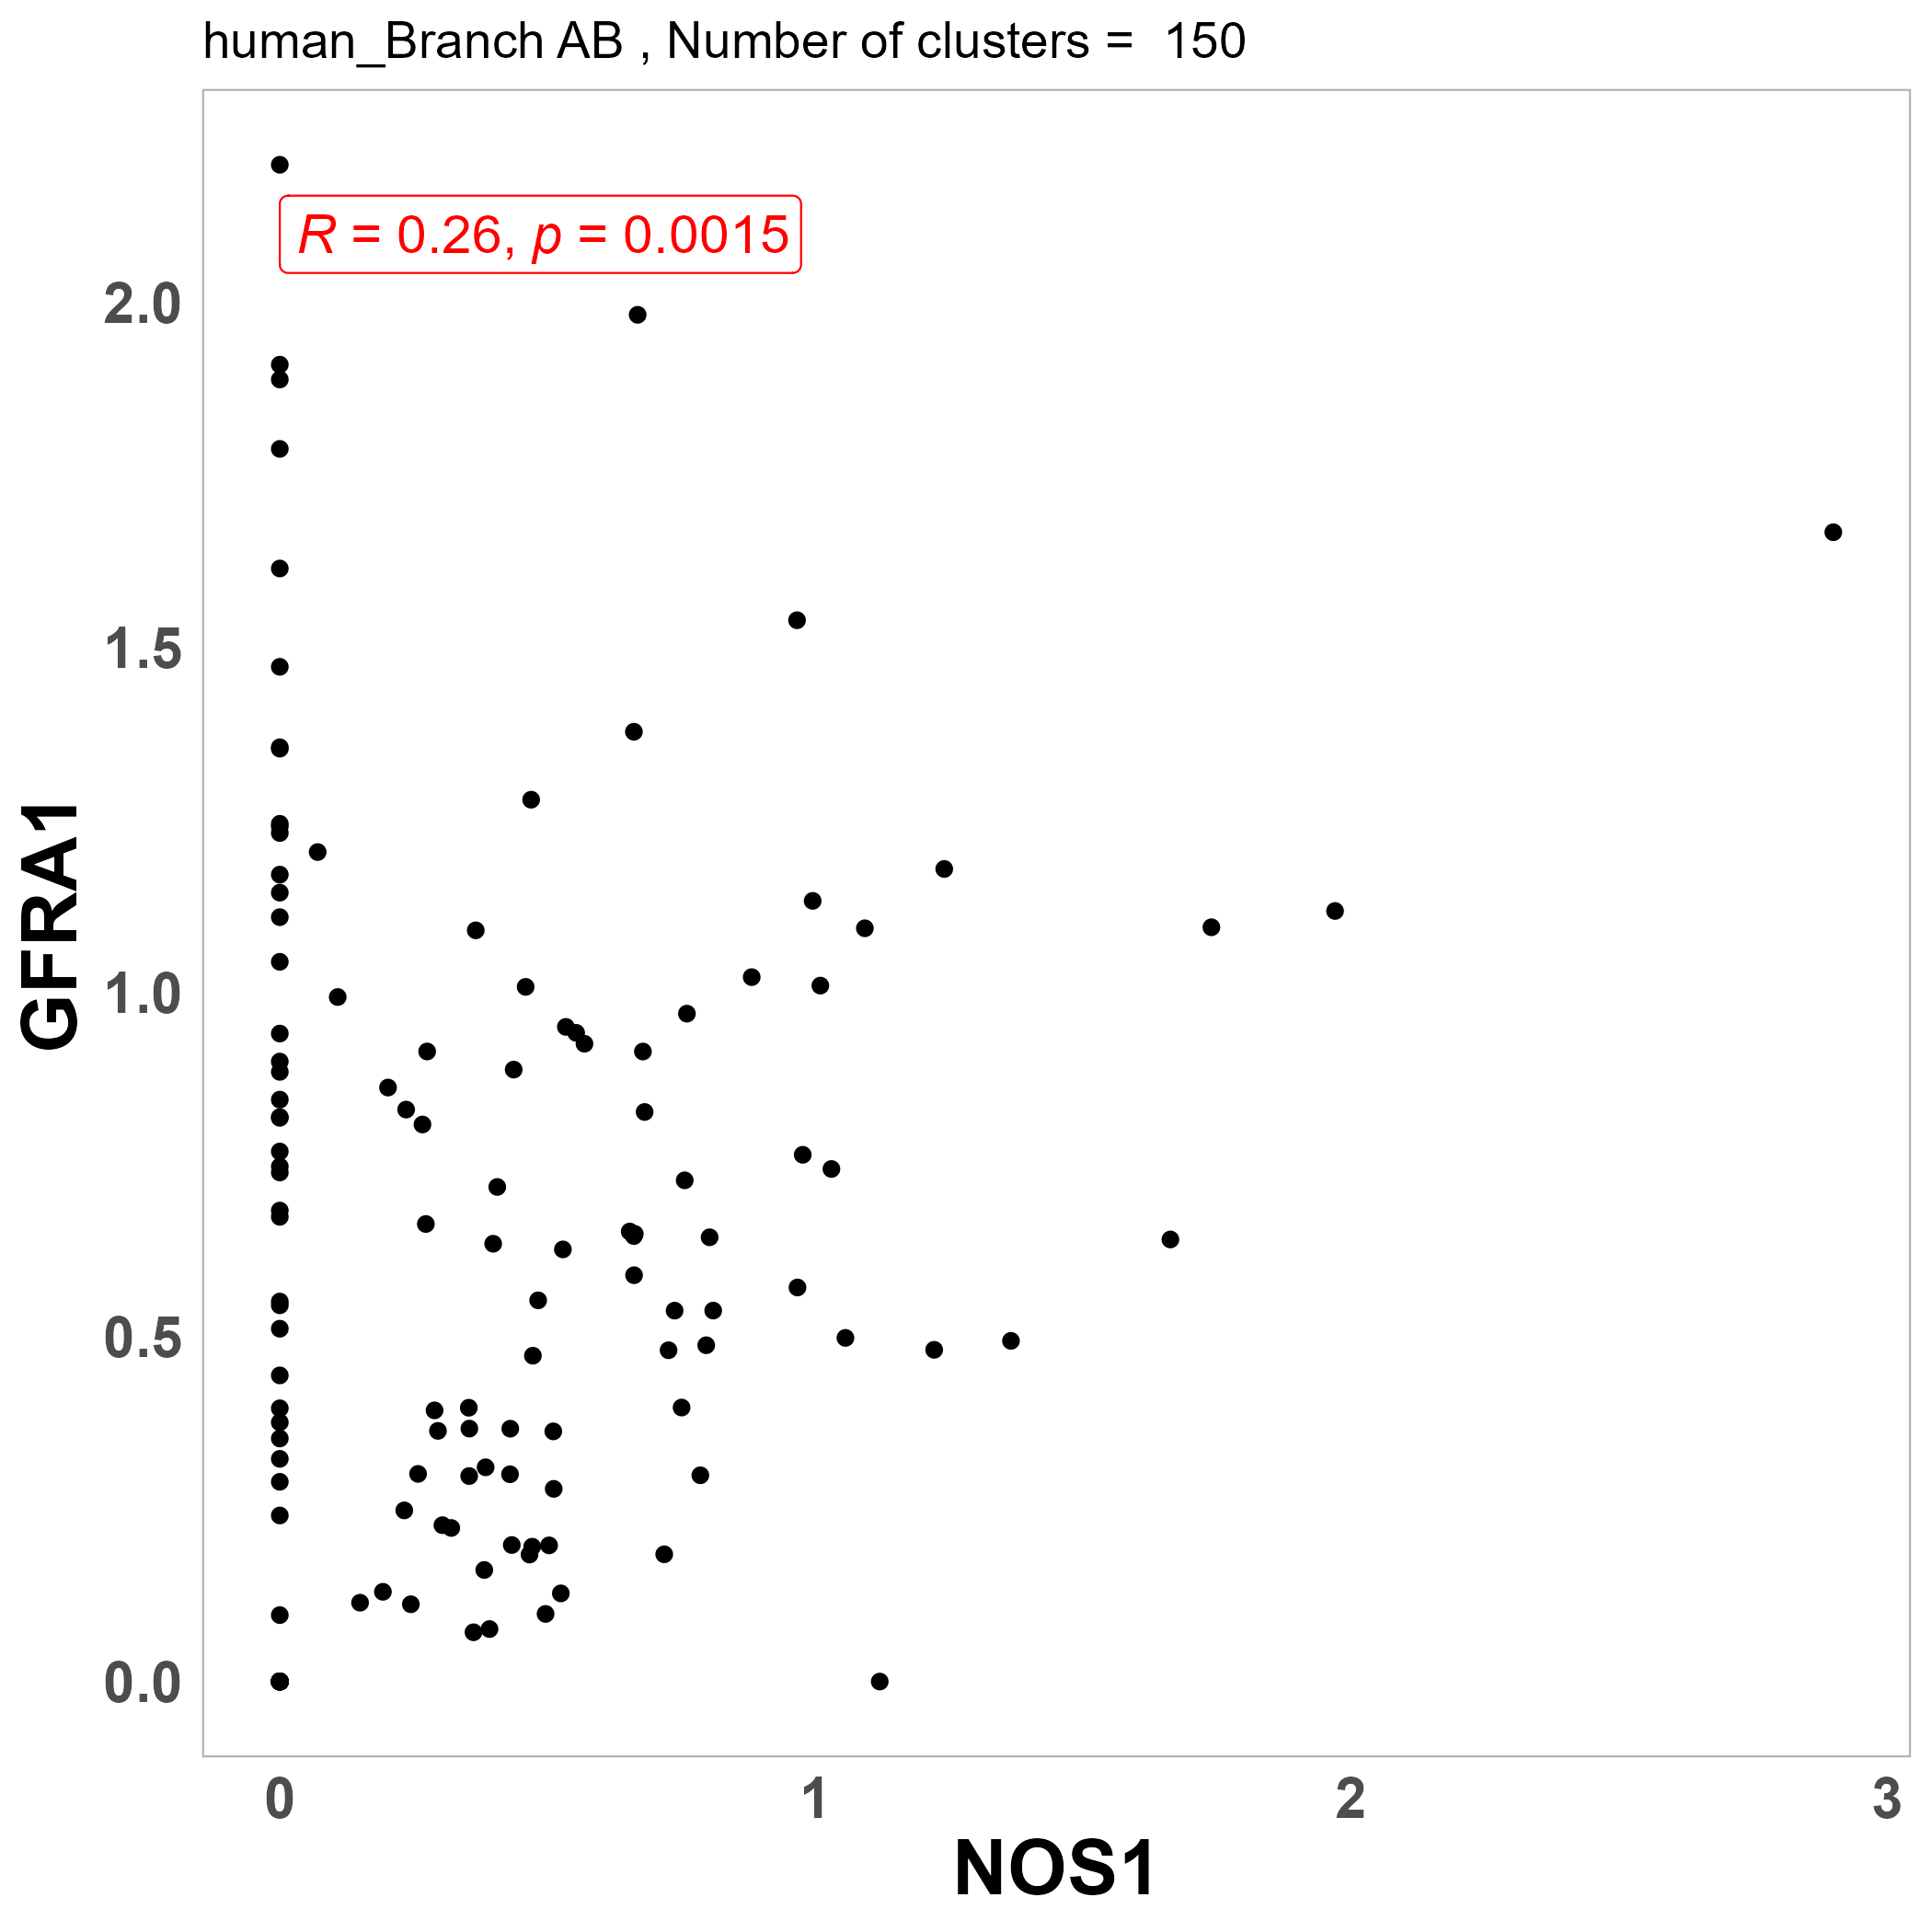 human_Branch AB , Number of clusters =  150
R = 0.26, p = 0.0015
2.0
1.5
1.0
0.5
0.0
GFRA1
0 1 2 3
NOS1